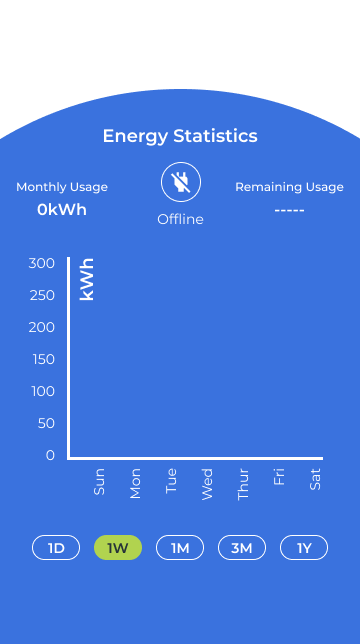 Energy Statistics
Monthly Usage
0kWh
Offline
Remaining Usage
-----
kWh
300
250
200
150
100
50
0
Sun
Mon
Tue
Wed
Thur
Fri
Sat
1D
1W
1M
3M
1Y